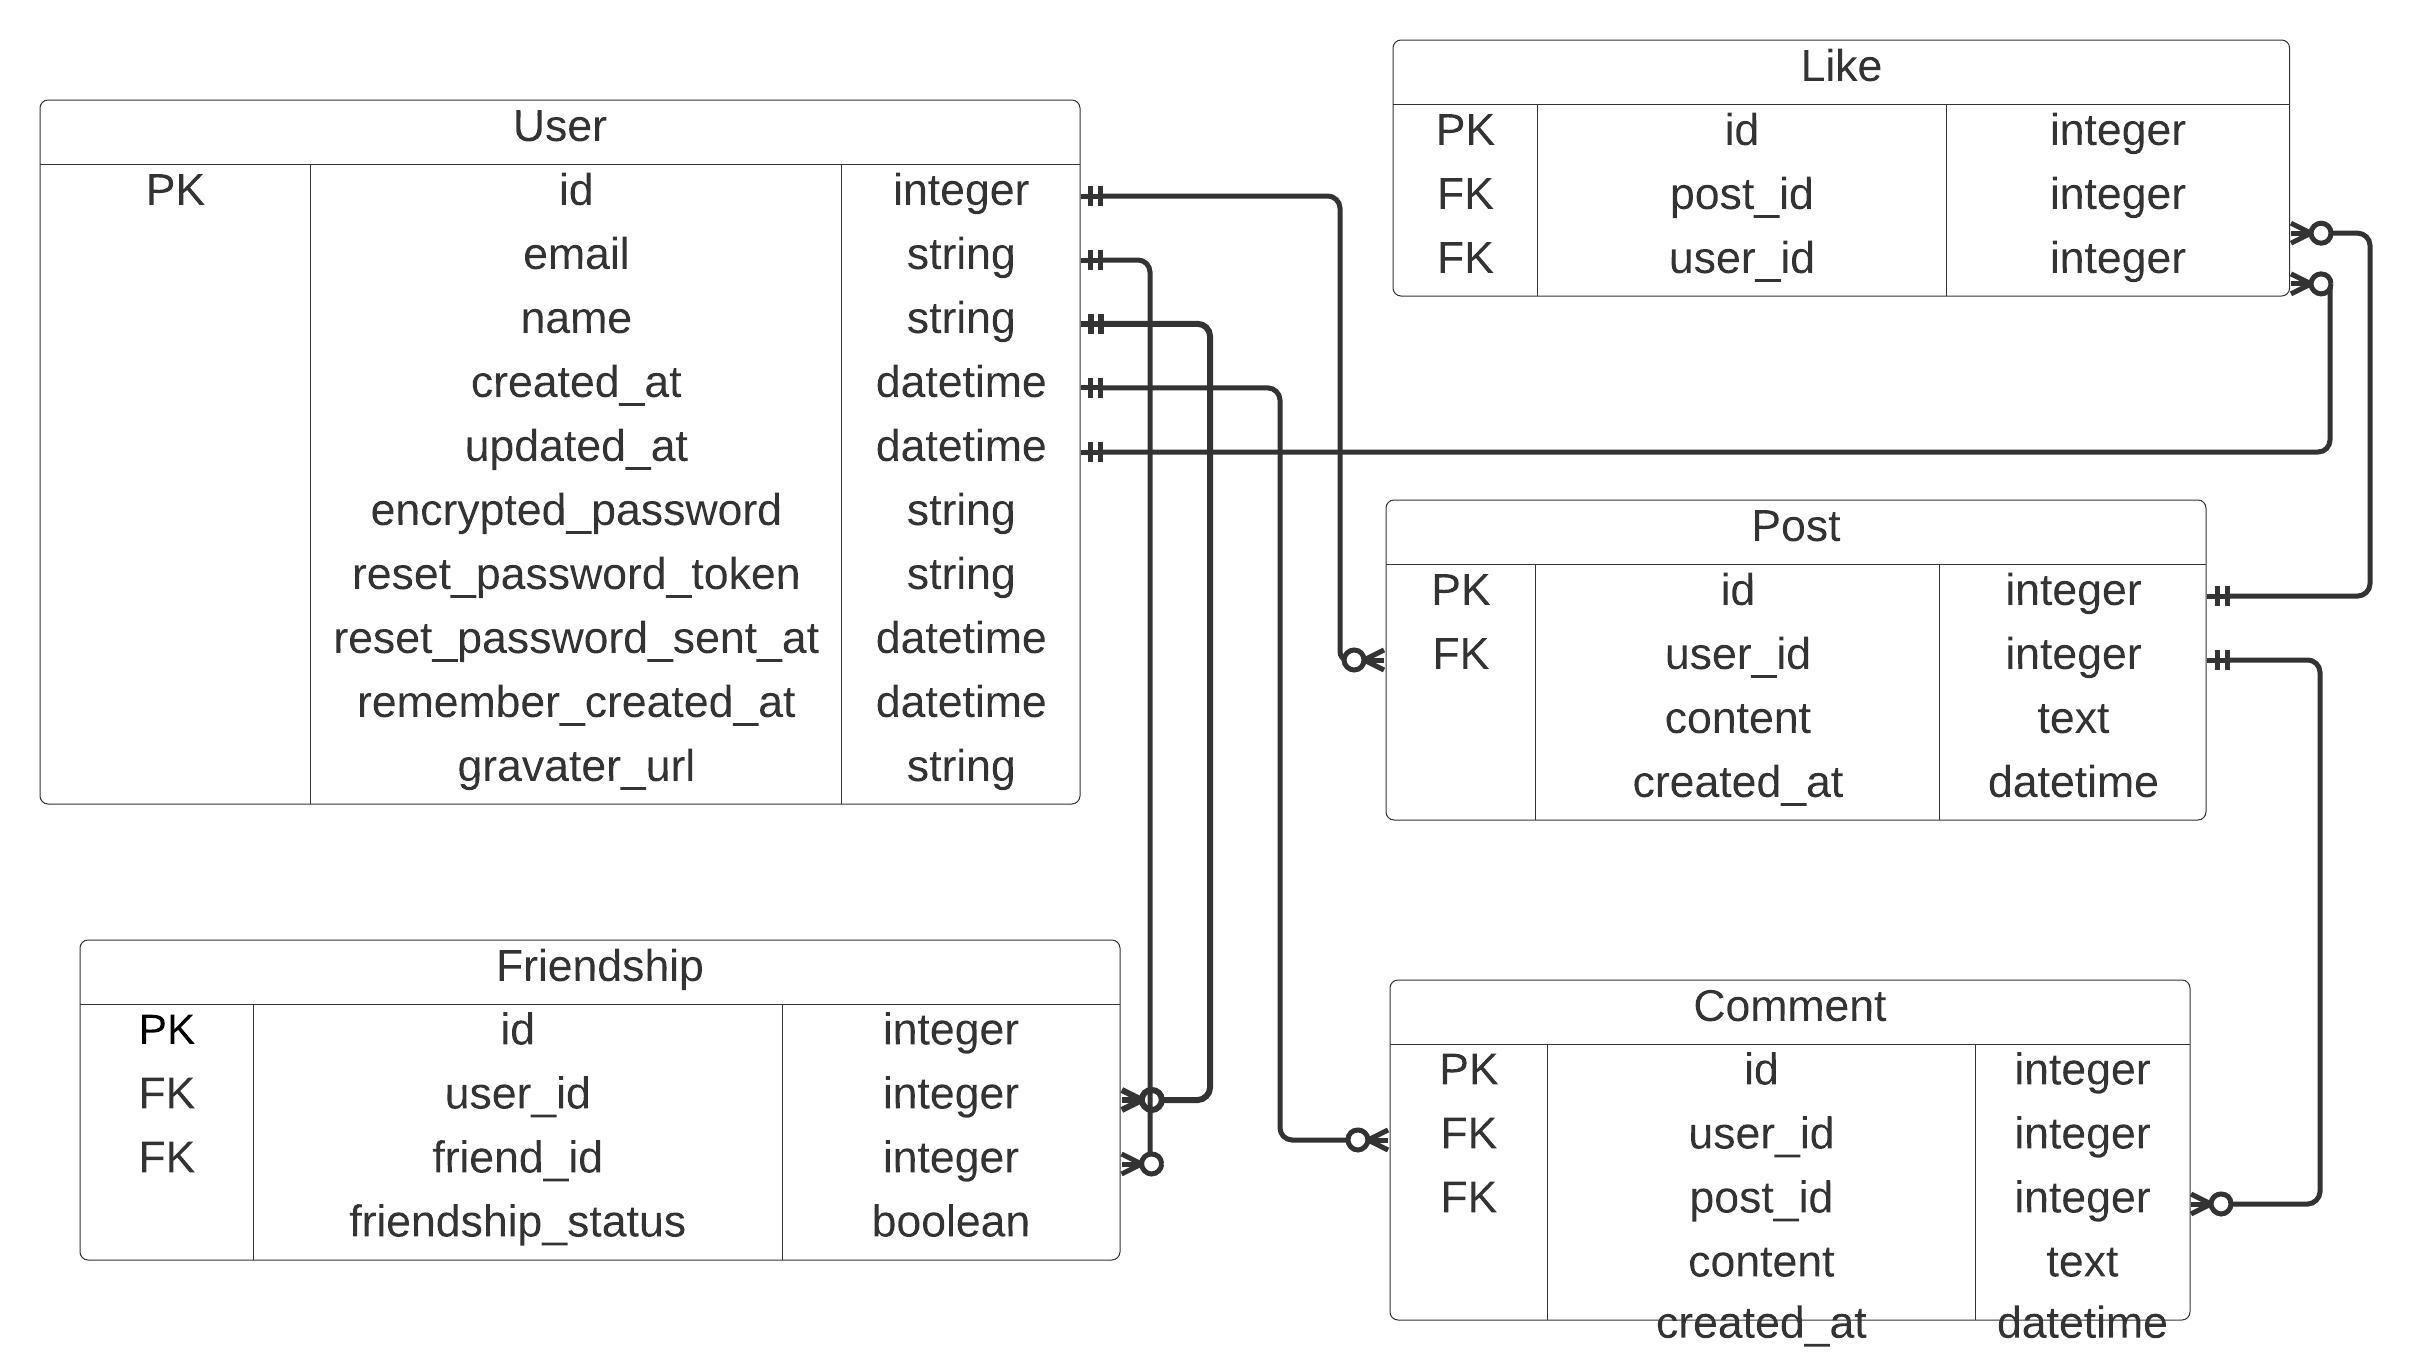 User
PK id integer
email string
name string
created_at datetime
updated_at datetime
encrypted_password string
reset_password_token string
reset_password_sent_at datetime
remember_created_at datetime
gravater_url string
Like
PK id integer
FK post_id integer
FK user_id integer
Post
PK id integer
FK user_id integer
content text
created_at datetime
Friendship
PK id integer
FK user_id integer
FK friend_id integer
friendship_status boolean
Comment
PK id integer
FK user_id integer
FK post_id integer
content text
created_at datetime